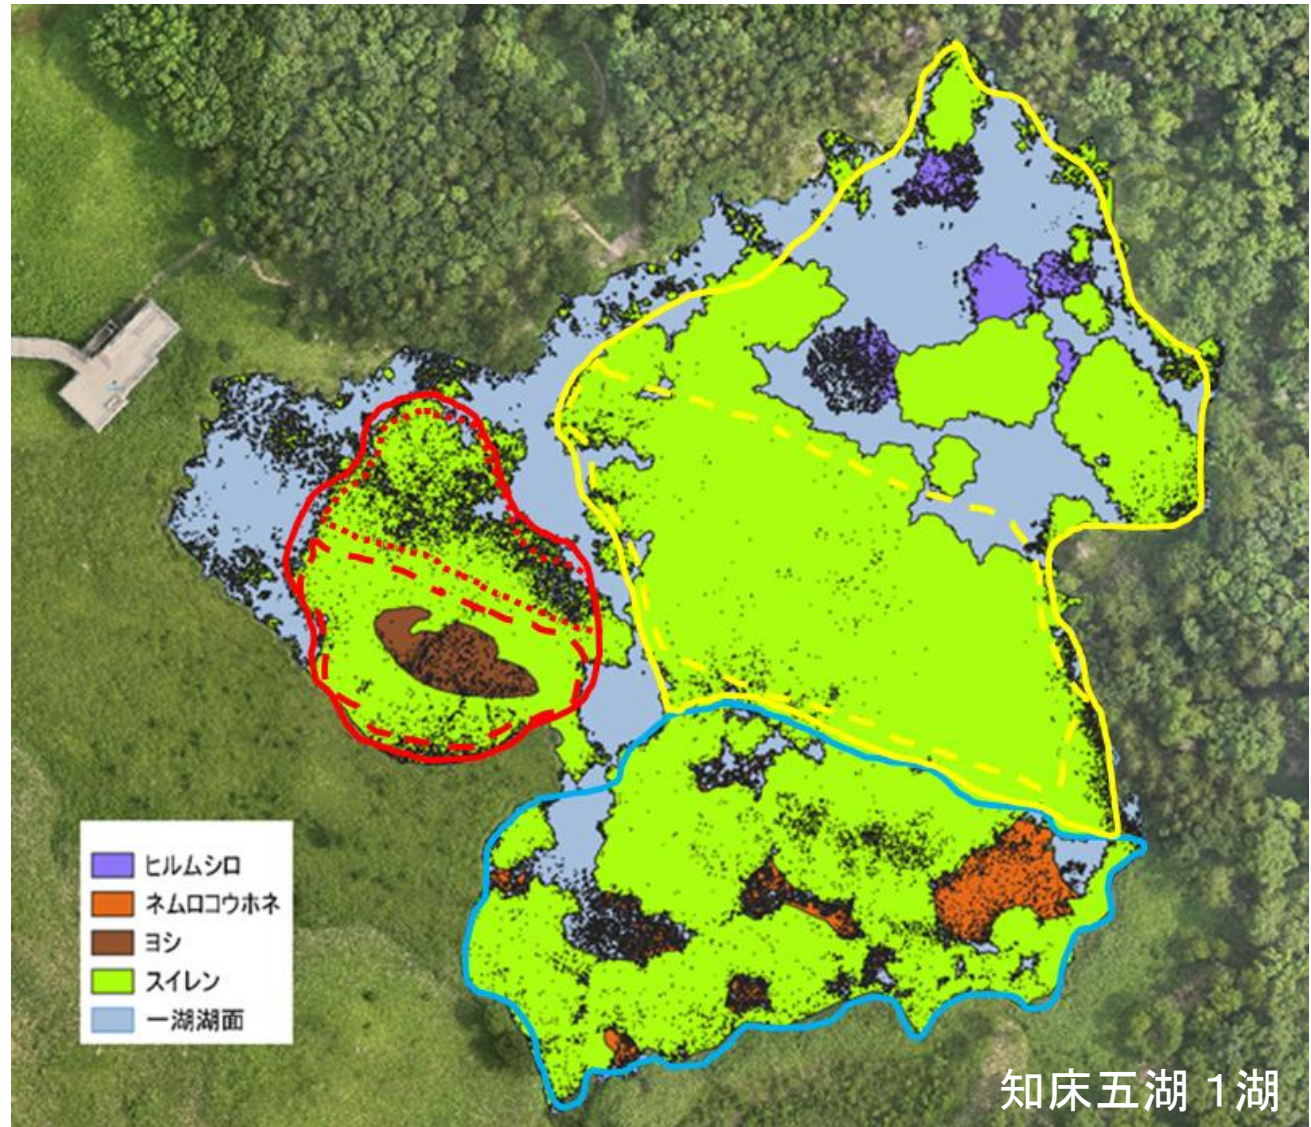 ヒルムシロ
ネムロコウホネ
ヨシ
スイレン
一湖湖面
知床五湖 1湖